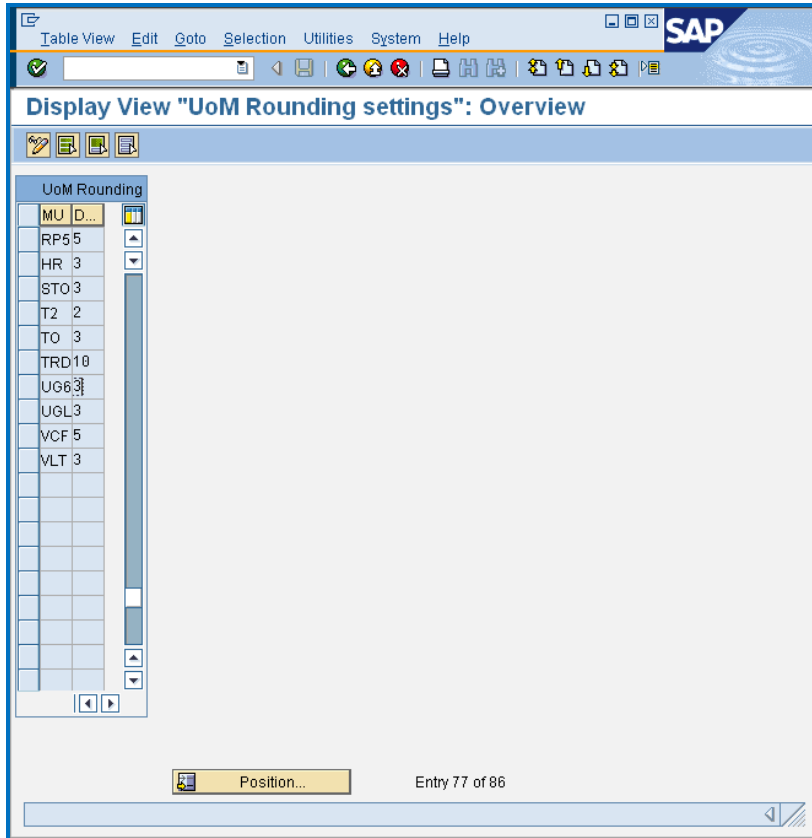 Table View Edit Goto Selection Utilities System Help
SAP
Display View "UoM Rounding settings": Overview
UoM Rounding
MU D...
RP5 5
HR 3
STO 3
T2 2
TO 3
TRD 10
UG6 3
UGL 3
VCF 5
VLT 3
Position... Entry 77 of 86